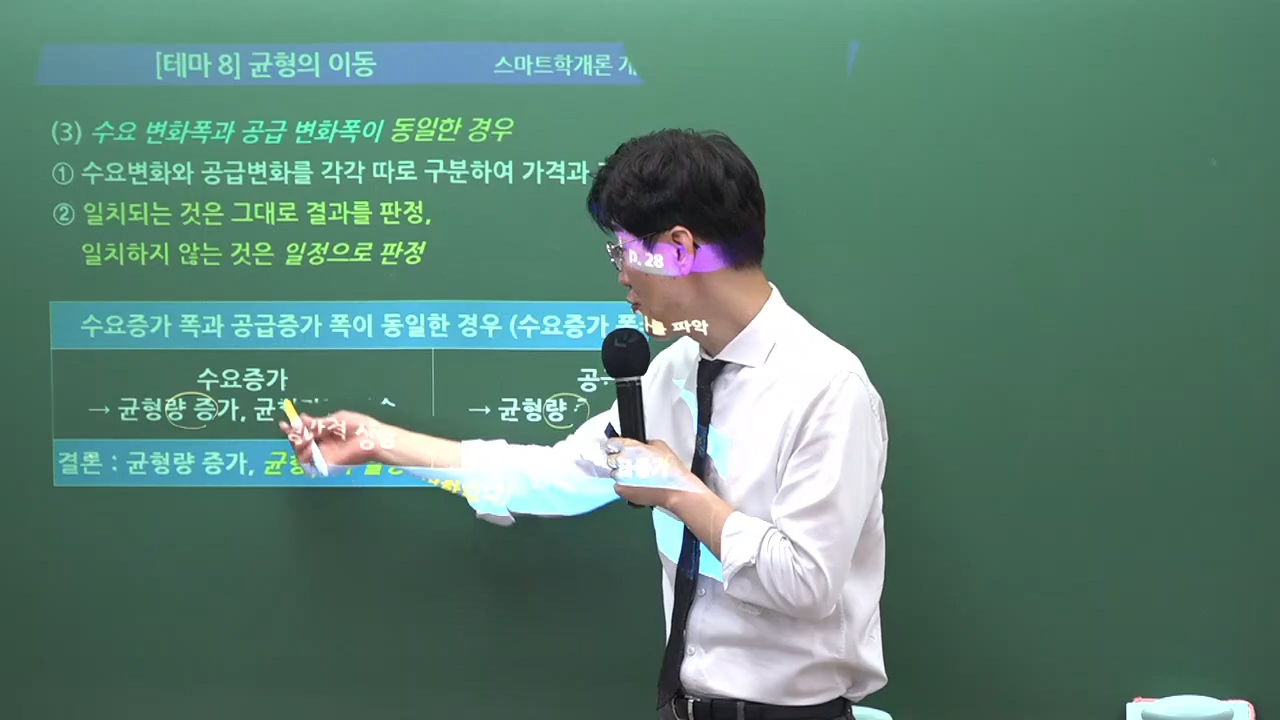 [테마 8] 균형의 이동
스마트학개론
(3) 수요 변화폭과 공급 변화폭이 동일한 경우
① 수요변화와 공급변화를 각각 따로 구분하여 가격과
② 일치되는 것은 그대로 결과를 판정,
일치하지 않는 것은 일정으로 판정
p. 28
파악
수요증가 폭과 공급증가 폭이 동일한 경우 (수요증가
수요증가
→ 균형량 증가,
→ 균형량
결론 : 균형량 증가,